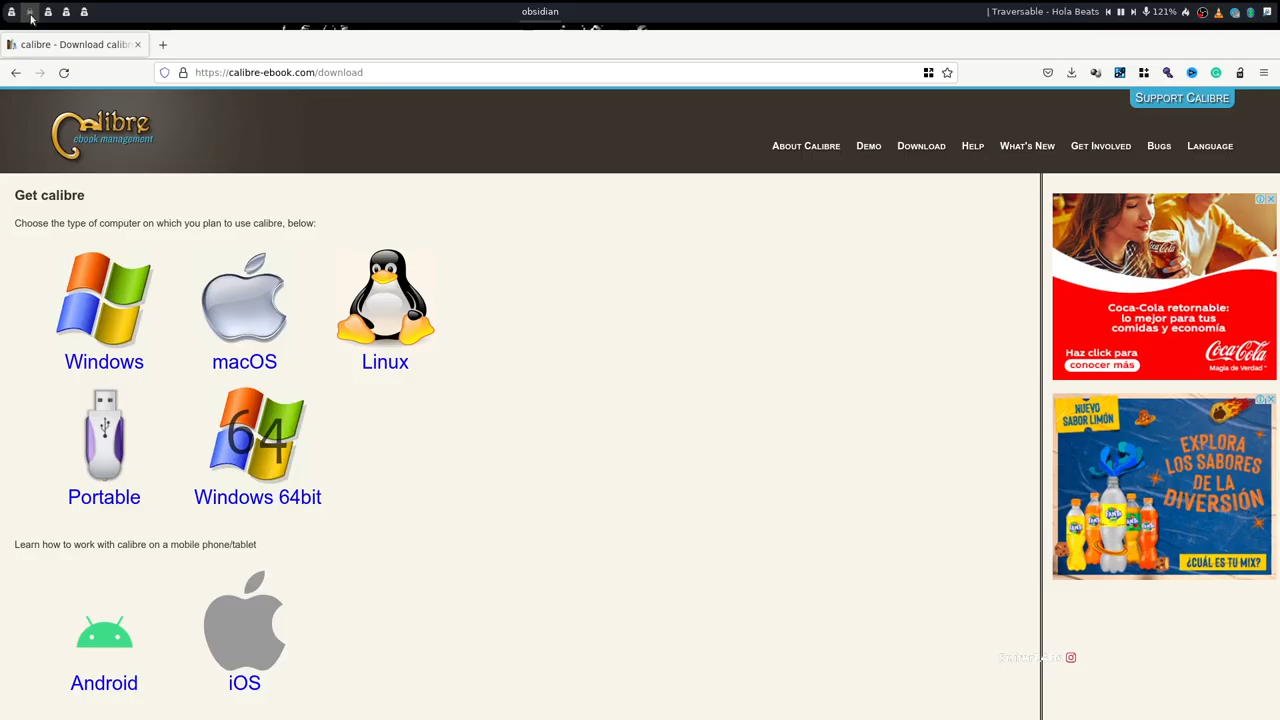 obsidian
| Traversable - Hola Beats
121%
calibre - Download calibr
https://calibre-ebook.com/download
Support Calibre
Calibre
ebook management
About Calibre
Demo
Download
Help
What's New
Get Involved
Bugs
Language
Get calibre
Choose the type of computer on which you plan to use calibre, below:
Windows
macOS
Linux
64
Portable
Windows 64bit
Learn how to work with calibre on a mobile phone/tablet
Android
iOS
Coca-Cola retornable:
lo mejor para tus
comidas y economía
Haz click para
conocer más
Coca-Cola
Magia de Verdad
NUEVO
SABOR LIMÓN
EXPLORA
LOS SABORES
DE LA
DIVERSIÓN
¿CUÁL ES TU MIX?